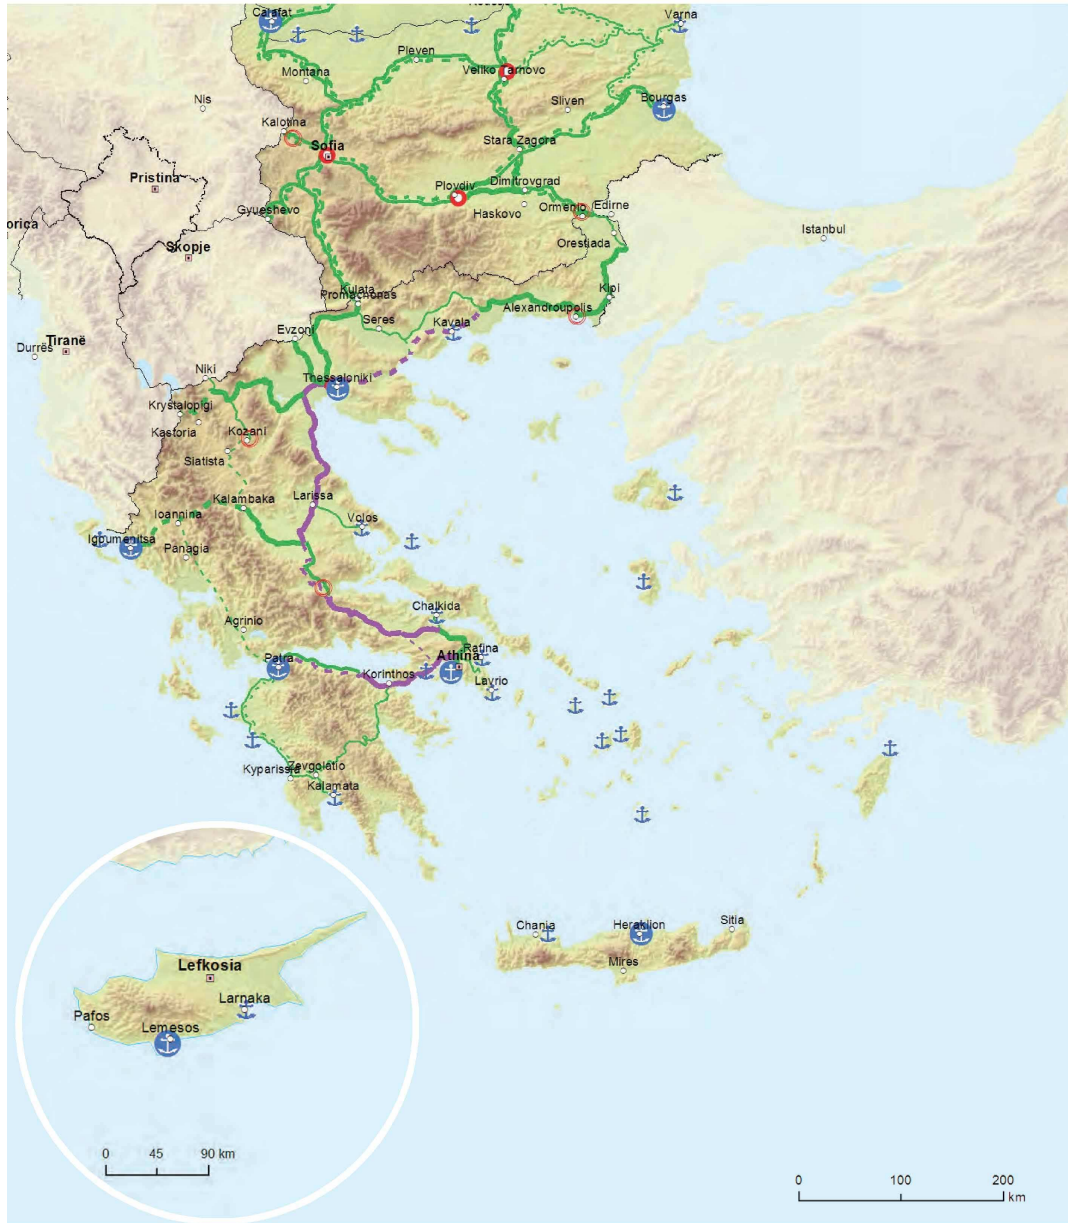 Calafat
Varna
Pleven
Veliko Tarnovo
Montana
Nis
Sliven
Bourgas
Kalotina
Sofia
Stara Zagora
Pristina
Plovdiv
Dimitrovgrad
Gyueshevo
Haskovo
Ormenio
Edirne
orica
Istanbul
Skopje
Orestiada
Kulata
Promachonas
Kipi
Alexandroupolis
Seres
Kavala
Evzoni
Tiranë
Durrës
Niki
Thessaloniki
Krystalopigi
Kastoria
Kozani
Siatista
Kalambaka
Larissa
Ioannina
Volos
Igoumenitsa
Panagia
Chalkida
Agrinio
Rafina
Athina
Patra
Korinthos
Lavrio
Zevgolatio
Kyparissia
Kalamata
Chania
Heraklion
Sitia
Mires
Lefkosia
Larnaka
Pafos
Lemesos
0 45 90 km
0 100 200
km